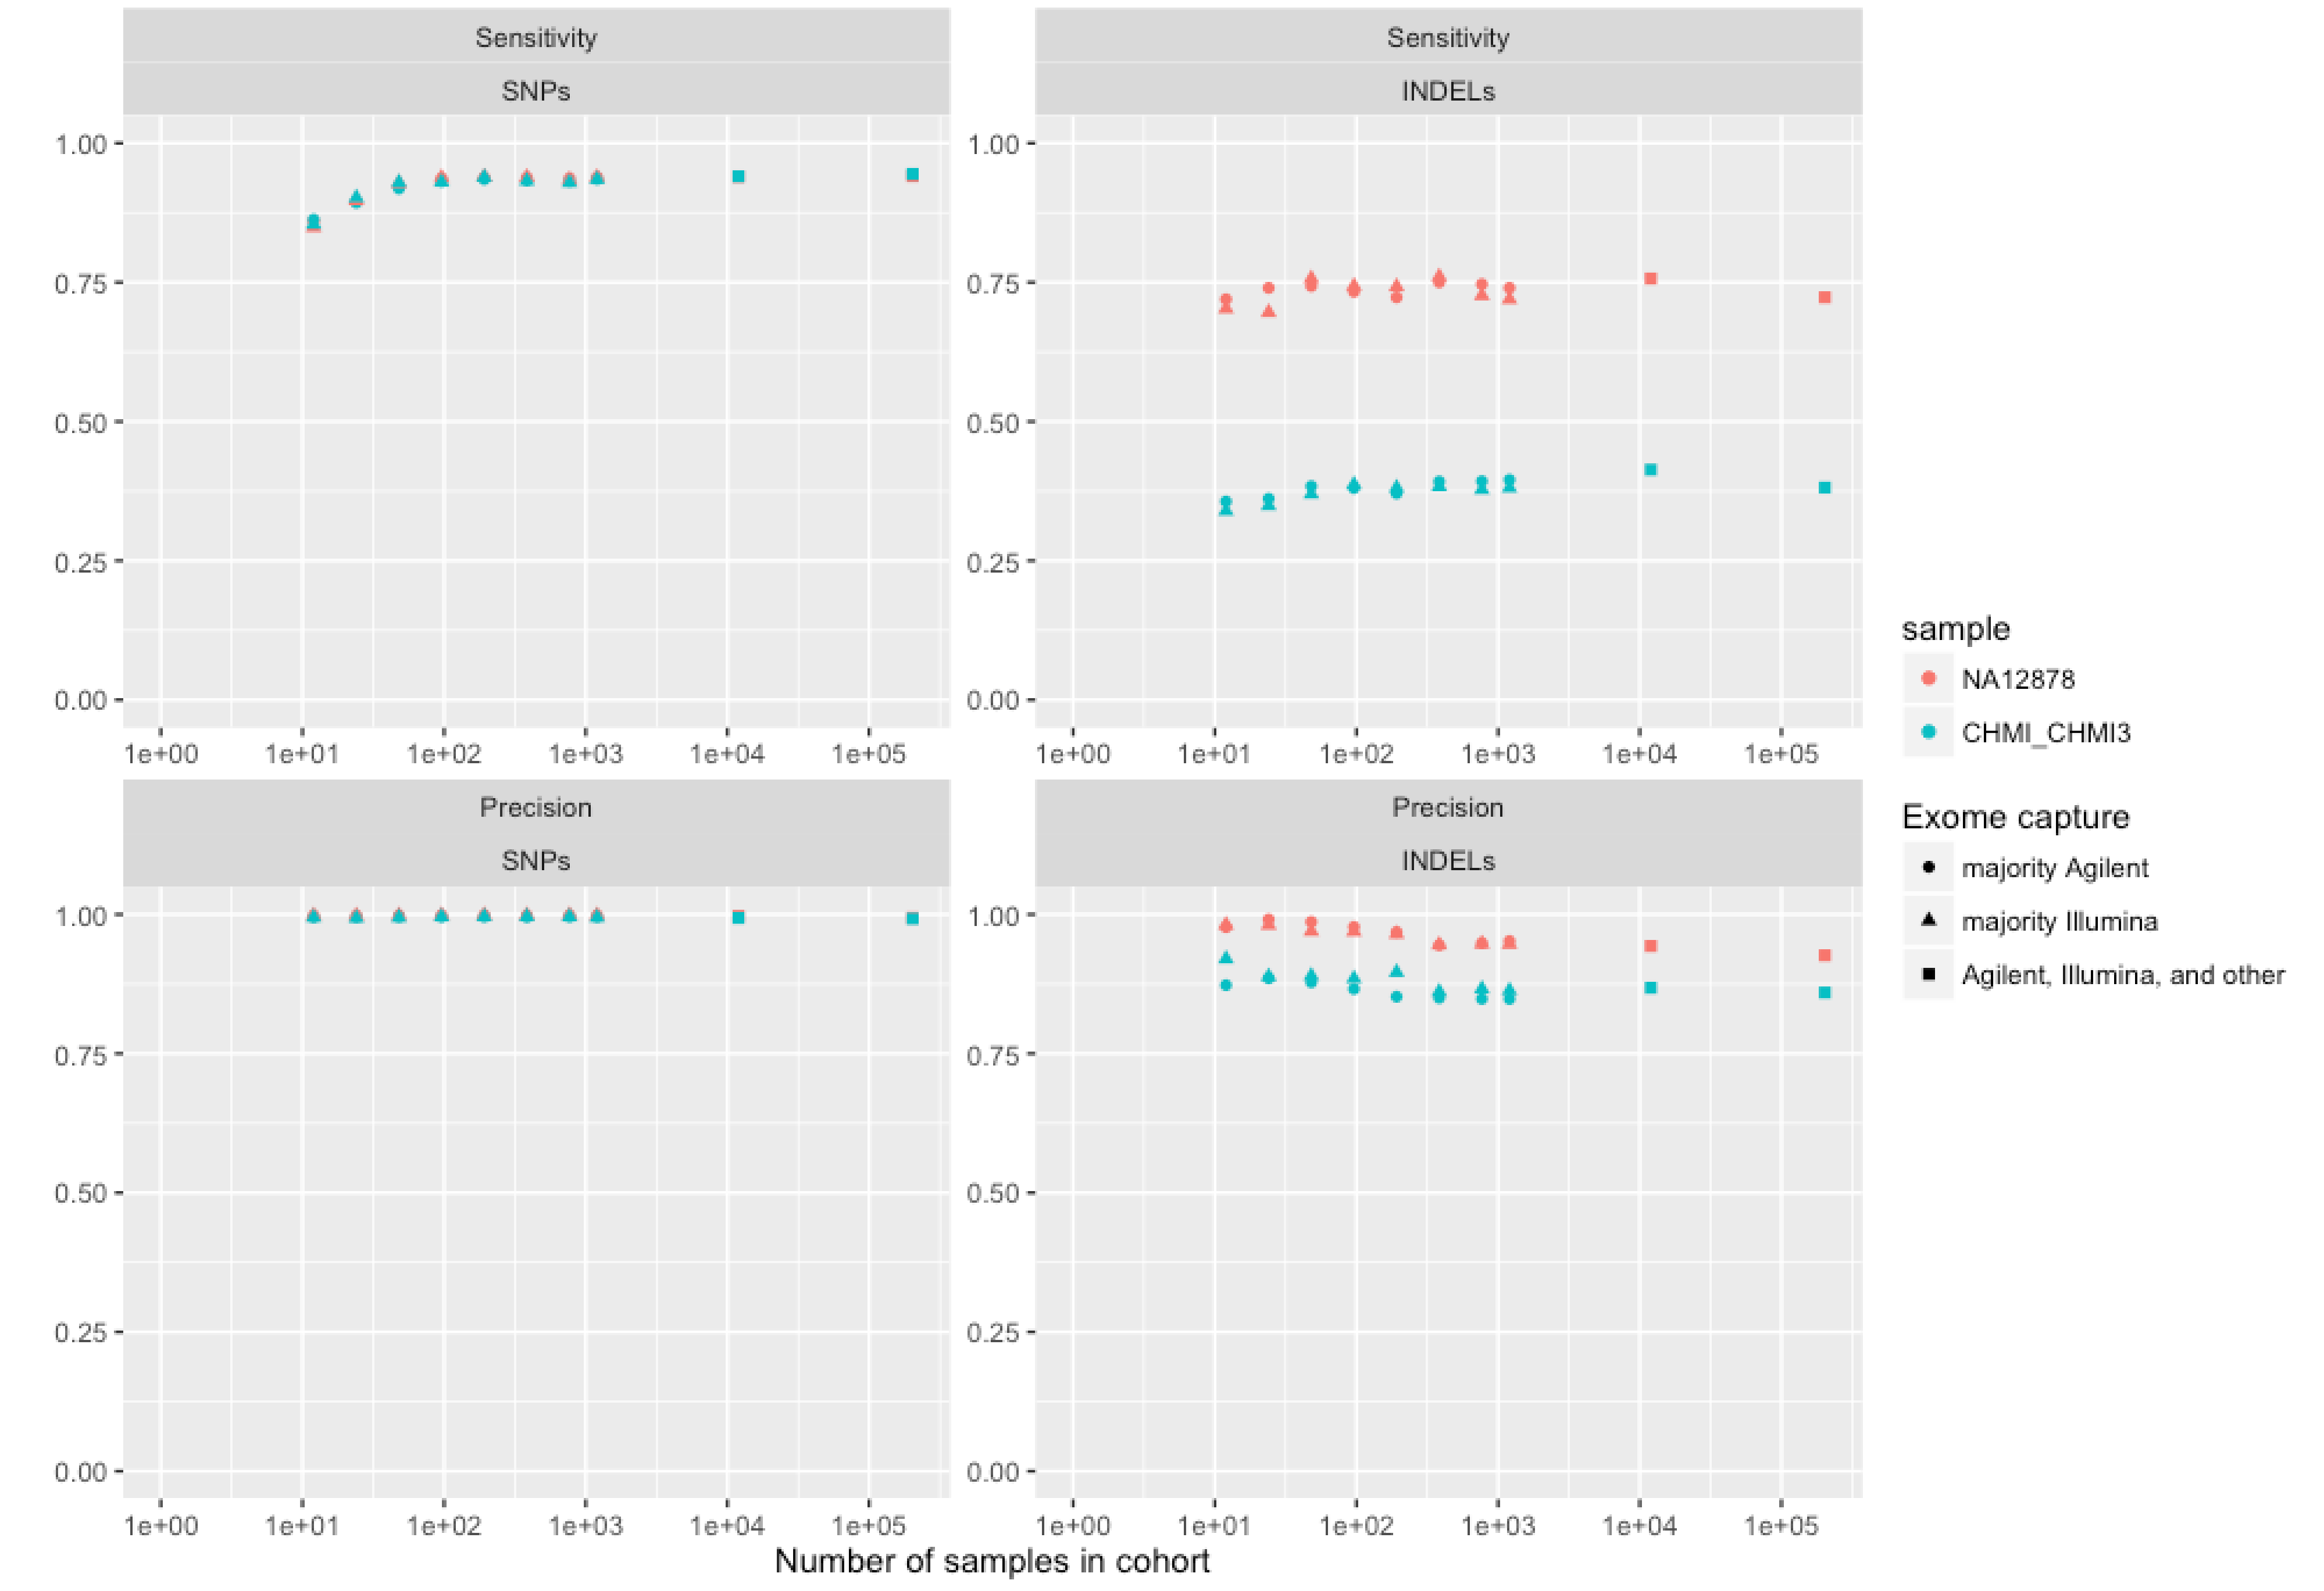 Sensitivity
SNPs
1.00
0.75
0.50
0.25
0.00
1e+00 1e+01 1e+02 1e+03 1e+04 1e+05
Sensitivity
INDELs
1.00
0.75
0.50
0.25
0.00
1e+00 1e+01 1e+02 1e+03 1e+04 1e+05
Precision
SNPs
1.00
0.75
0.50
0.25
0.00
1e+00 1e+01 1e+02 1e+03 1e+04 1e+05
Precision
INDELs
1.00
0.75
0.50
0.25
0.00
1e+00 1e+01 1e+02 1e+03 1e+04 1e+05
Number of samples in cohort
sample
NA12878
CHMI_CHMI3
Exome capture
majority Agilent
majority Illumina
Agilent, Illumina, and other